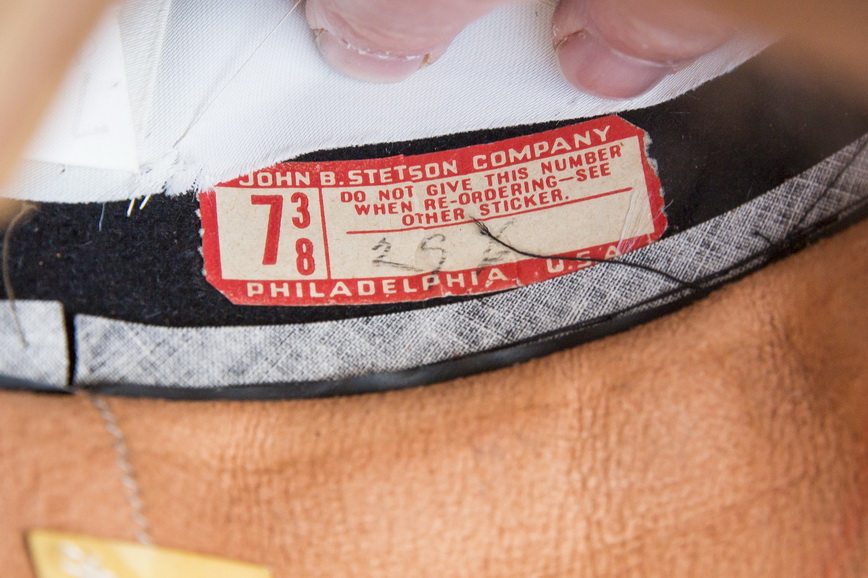 JOHN B. STETSON COMPANY
7 3/8
DO NOT GIVE THIS NUMBER
WHEN RE-ORDERING—SEE
OTHER STICKER.
PHILADELPHIA U.S.A.